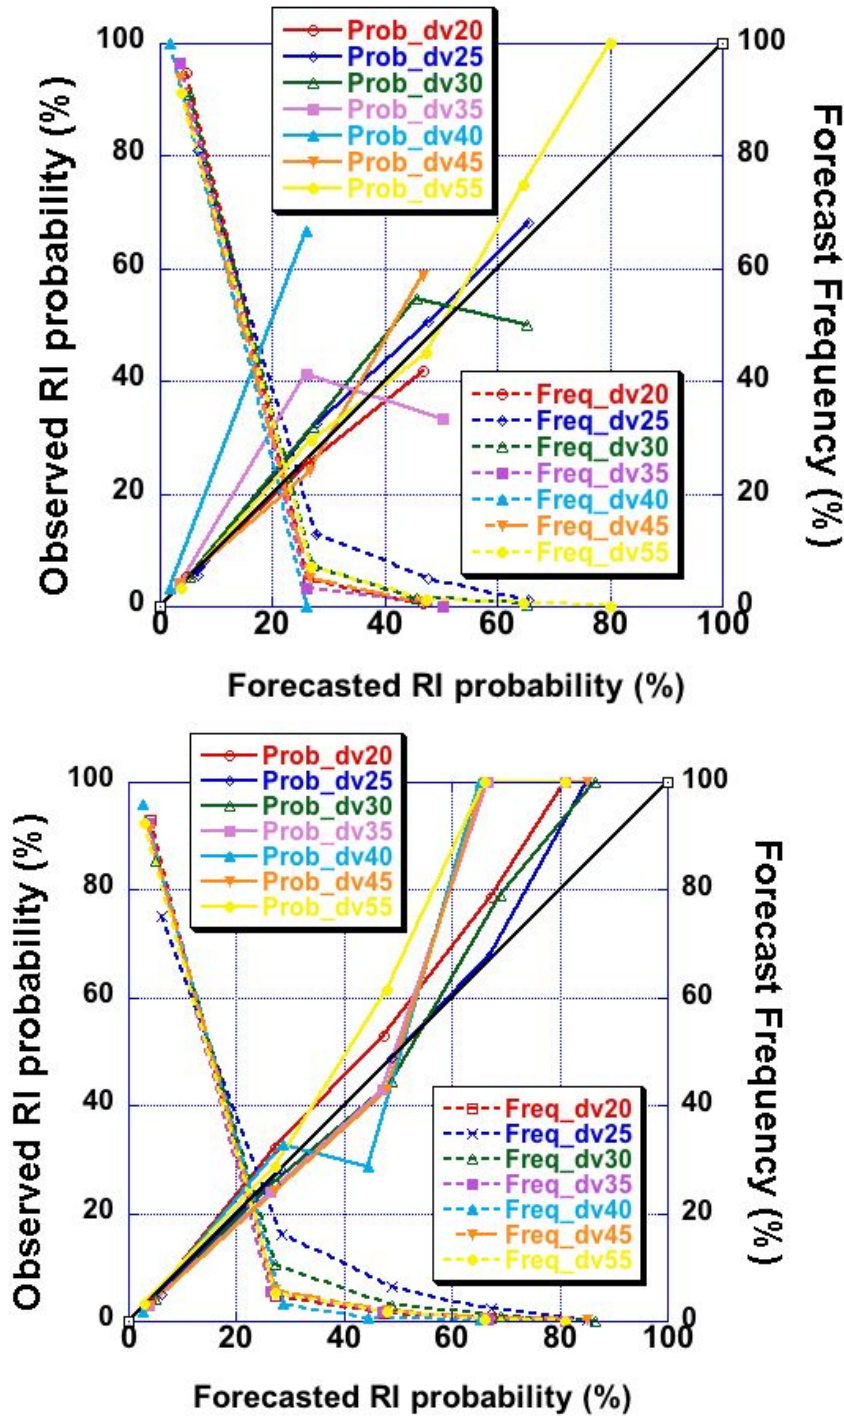 Prob_dv20
Prob_dv25
Prob_dv30
Prob_dv35
Prob_dv40
Prob_dv45
Prob_dv55
100
80
60
40
20
0
Observed RI probability (%)
100
80
60
40
20
0
Forecast Frequency (%)
Freq_dv20
Freq_dv25
Freq_dv30
Freq_dv35
Freq_dv40
Freq_dv45
Freq_dv55
0 20 40 60 80 100
Forecasted RI probability (%)
Prob_dv20
Prob_dv25
Prob_dv30
Prob_dv35
Prob_dv40
Prob_dv45
Prob_dv55
100
80
60
40
20
0
Observed RI probability (%)
100
80
60
40
20
0
Forecast Frequency (%)
Freq_dv20
Freq_dv25
Freq_dv30
Freq_dv35
Freq_dv40
Freq_dv45
Freq_dv55
0 20 40 60 80 100
Forecasted RI probability (%)